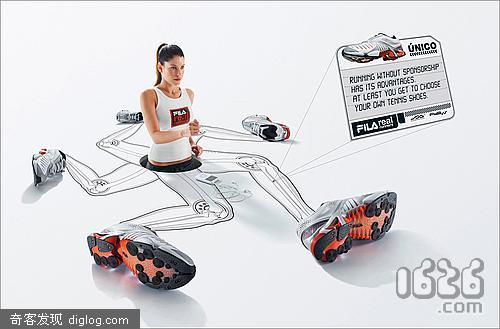 ÚNICO
RUNNING WITHOUT SPONSORSHIP
HAS ITS ADVANTAGES.
AT LEAST YOU GET TO CHOOSE
YOUR OWN TENNIS SHOES.
FILA real
FILA
1626
.com
奇客发现 diglog.com